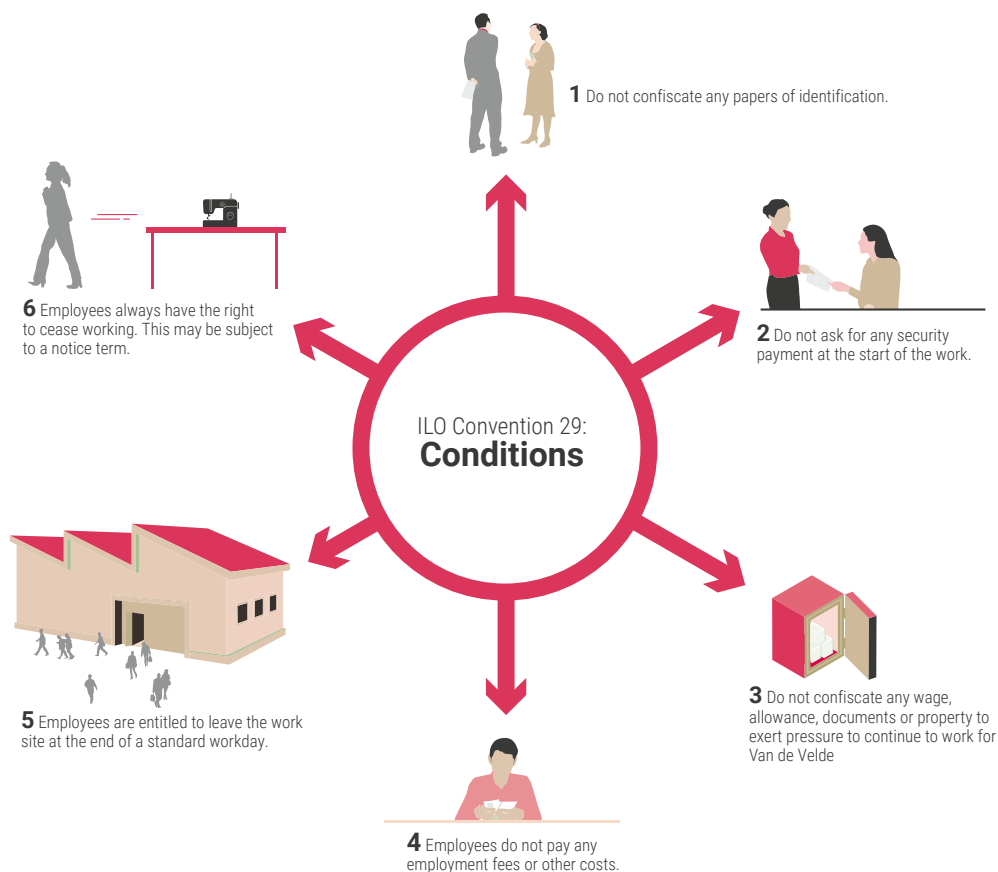 1 Do not confiscate any papers of identification.
2 Do not ask for any security
payment at the start of the work.
6 Employees always have the right
to cease working. This may be subject
to a notice term.
ILO Convention 29:
Conditions
3 Do not confiscate any wage,
allowance, documents or property to
exert pressure to continue to work for
Van de Velde
5 Employees are entitled to leave the work
site at the end of a standard workday.
4 Employees do not pay any
employment fees or other costs.